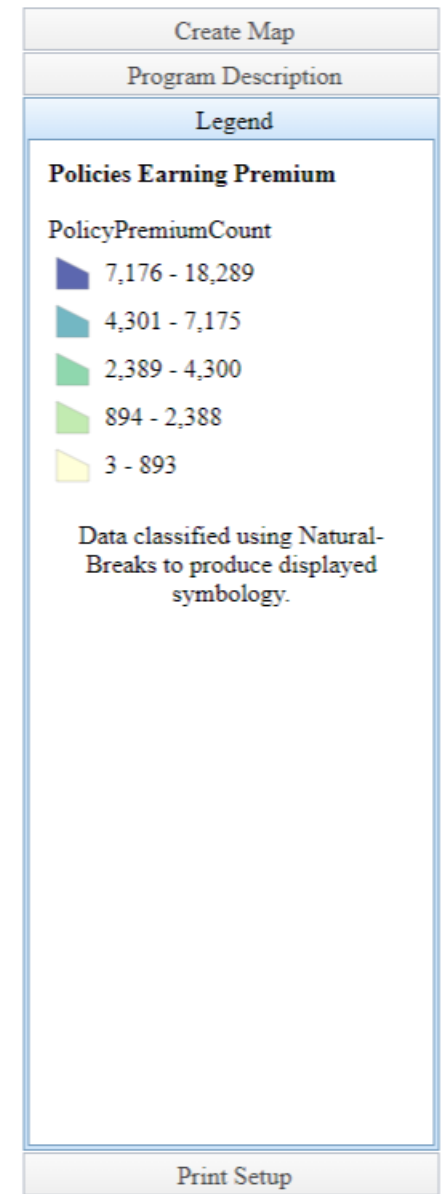 Create Map
Program Description
Legend
Policies Earning Premium
PolicyPremiumCount
7,176 - 18,289
4,301 - 7,175
2,389 - 4,300
894 - 2,388
3 - 893
Data classified using Natural-
Breaks to produce displayed
symbology.
Print Setup